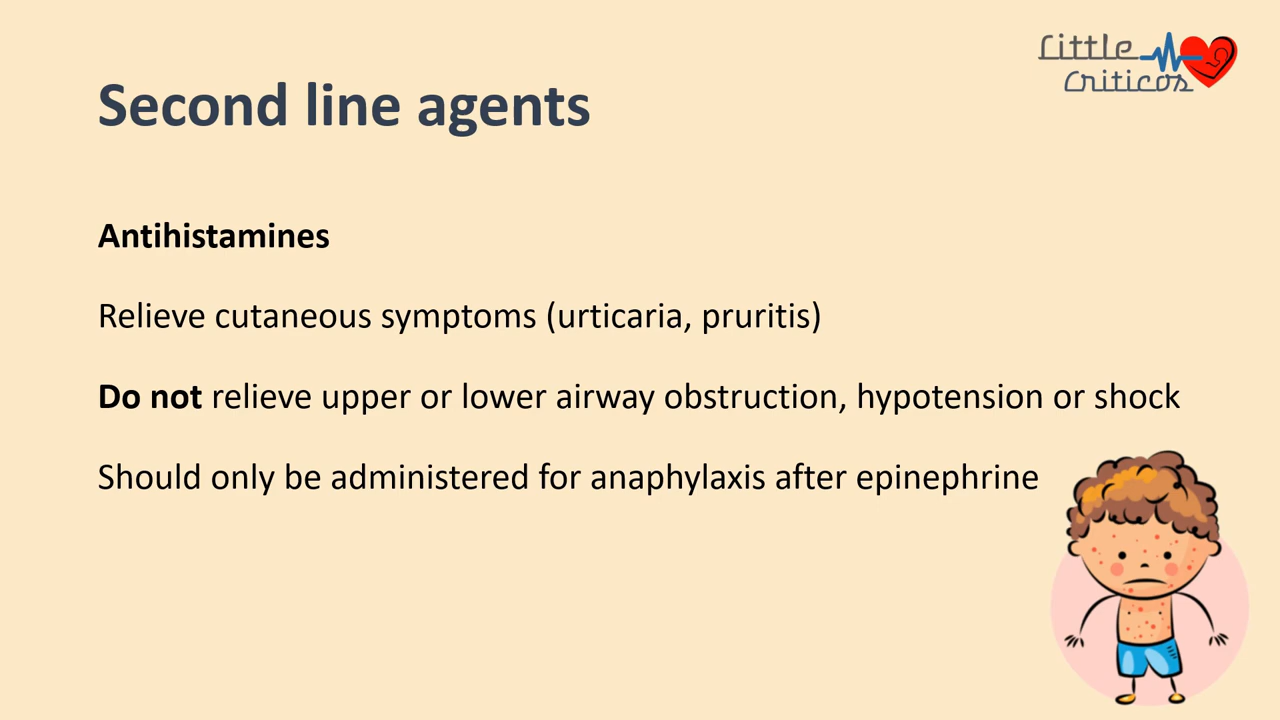 Little
Criticos
Second line agents
Antihistamines
Relieve cutaneous symptoms (urticaria, pruritis)
Do not relieve upper or lower airway obstruction, hypotension or shock
Should only be administered for anaphylaxis after epinephrine